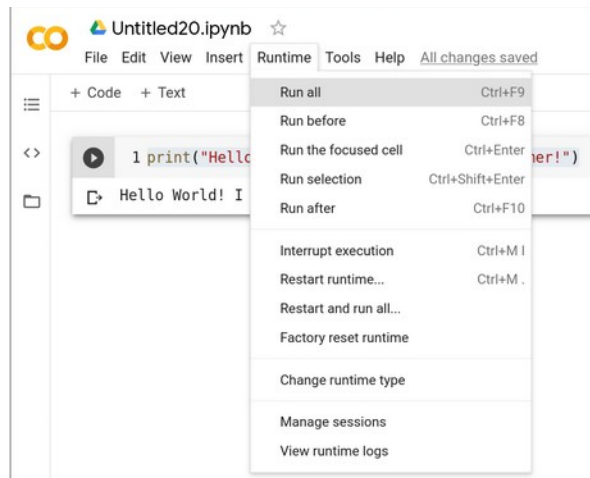 CO Untitled20.ipynb
File Edit View Insert Runtime Tools Help All changes saved
+ Code + Text
Run all Ctrl+F9
Run before Ctrl+F8
Run the focused cell Ctrl+Enter
Run selection Ctrl+Shift+Enter
Run after Ctrl+F10
Interrupt execution Ctrl+M I
Restart runtime... Ctrl+M .
Restart and run all...
Factory reset runtime
Change runtime type
Manage sessions
View runtime logs
1 print("Hello er!")
Hello World! I